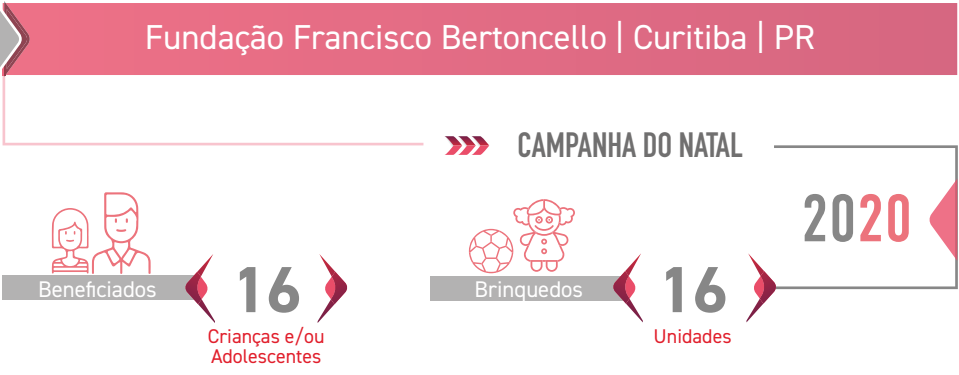 Fundação Francisco Bertoncello | Curitiba | PR
CAMPANHA DO NATAL
2020
Beneficiados
16
Crianças e/ou
Adolescentes
Brinquedos
16
Unidades